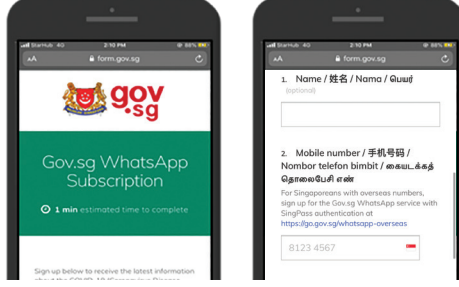 StarHub 4G 2:10 PM 88%
AA form.gov.sg
gov
.sg
Gov.sg WhatsApp
Subscription
1 min estimated time to complete
Sign up below to receive the latest information
StarHub 4G 2:10 PM 88%
AA form.gov.sg
1. Name / 姓名 / Nama / பெயர்
(optional)
2. Mobile number / 手机号码 /
Nombor telefon bimbit / கையடக்கத்
தொலைபேசி எண்
For Singaporeans with overseas numbers,
sign up for the Gov.sg WhatsApp service with
SingPass authentication at
https://go.gov.sg/whatsapp-overseas
8123 4567